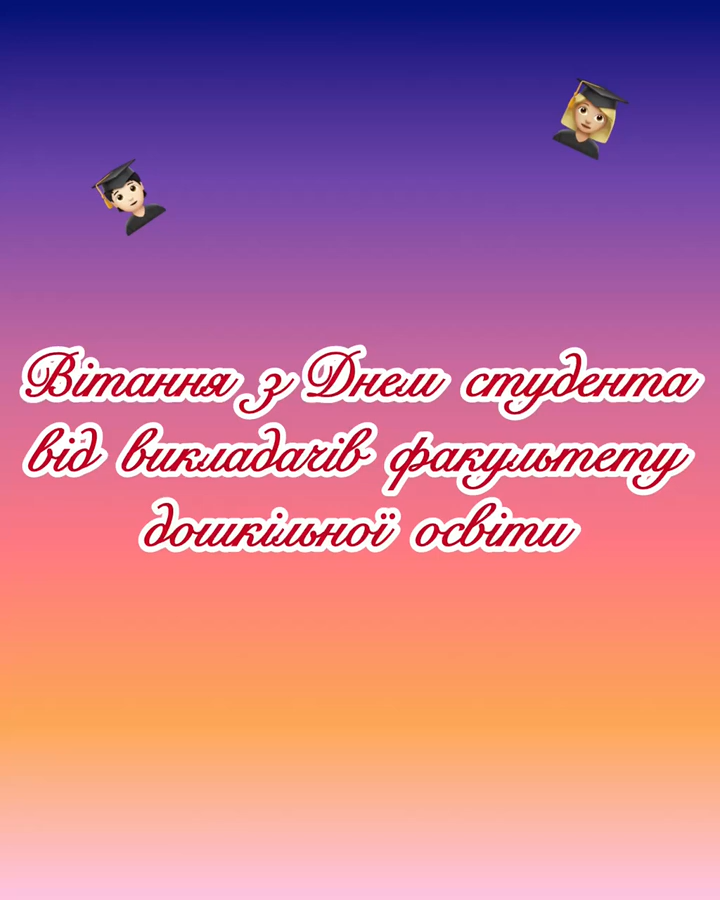 Вітання з Днем студента
від викладачів факультету
дошкільної освіти